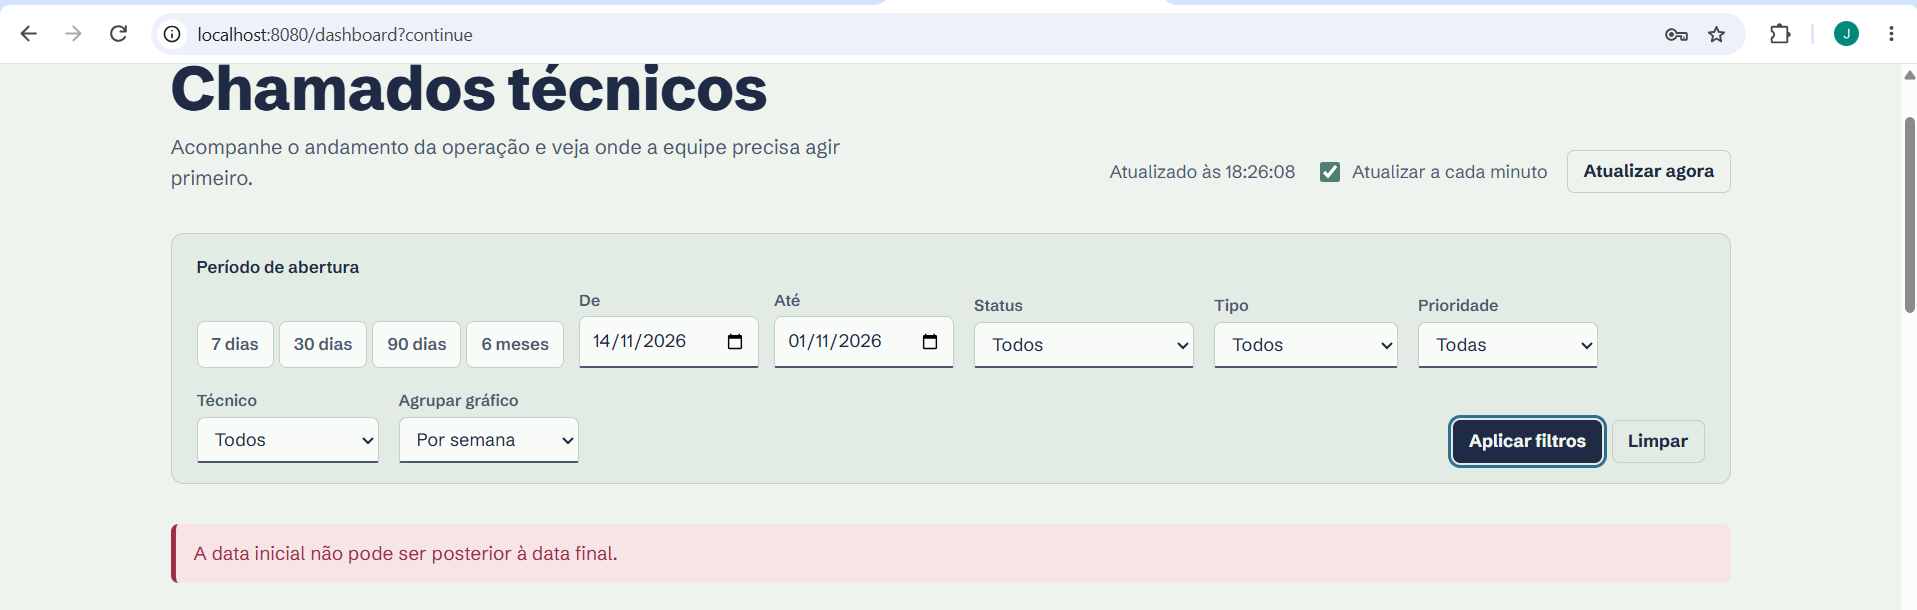 localhost:8080/dashboard?continue
J
Chamados técnicos
Acompanhe o andamento da operação e veja onde a equipe precisa agir
primeiro.
Atualizado às 18:26:08
Atualizar a cada minuto
Atualizar agora
Período de abertura
7 dias
30 dias
90 dias
6 meses
De
14/11/2026
Até
01/11/2026
Status
Todos
Tipo
Todos
Prioridade
Todas
Técnico
Todos
Agrupar gráfico
Por semana
Aplicar filtros
Limpar
A data inicial não pode ser posterior à data final.